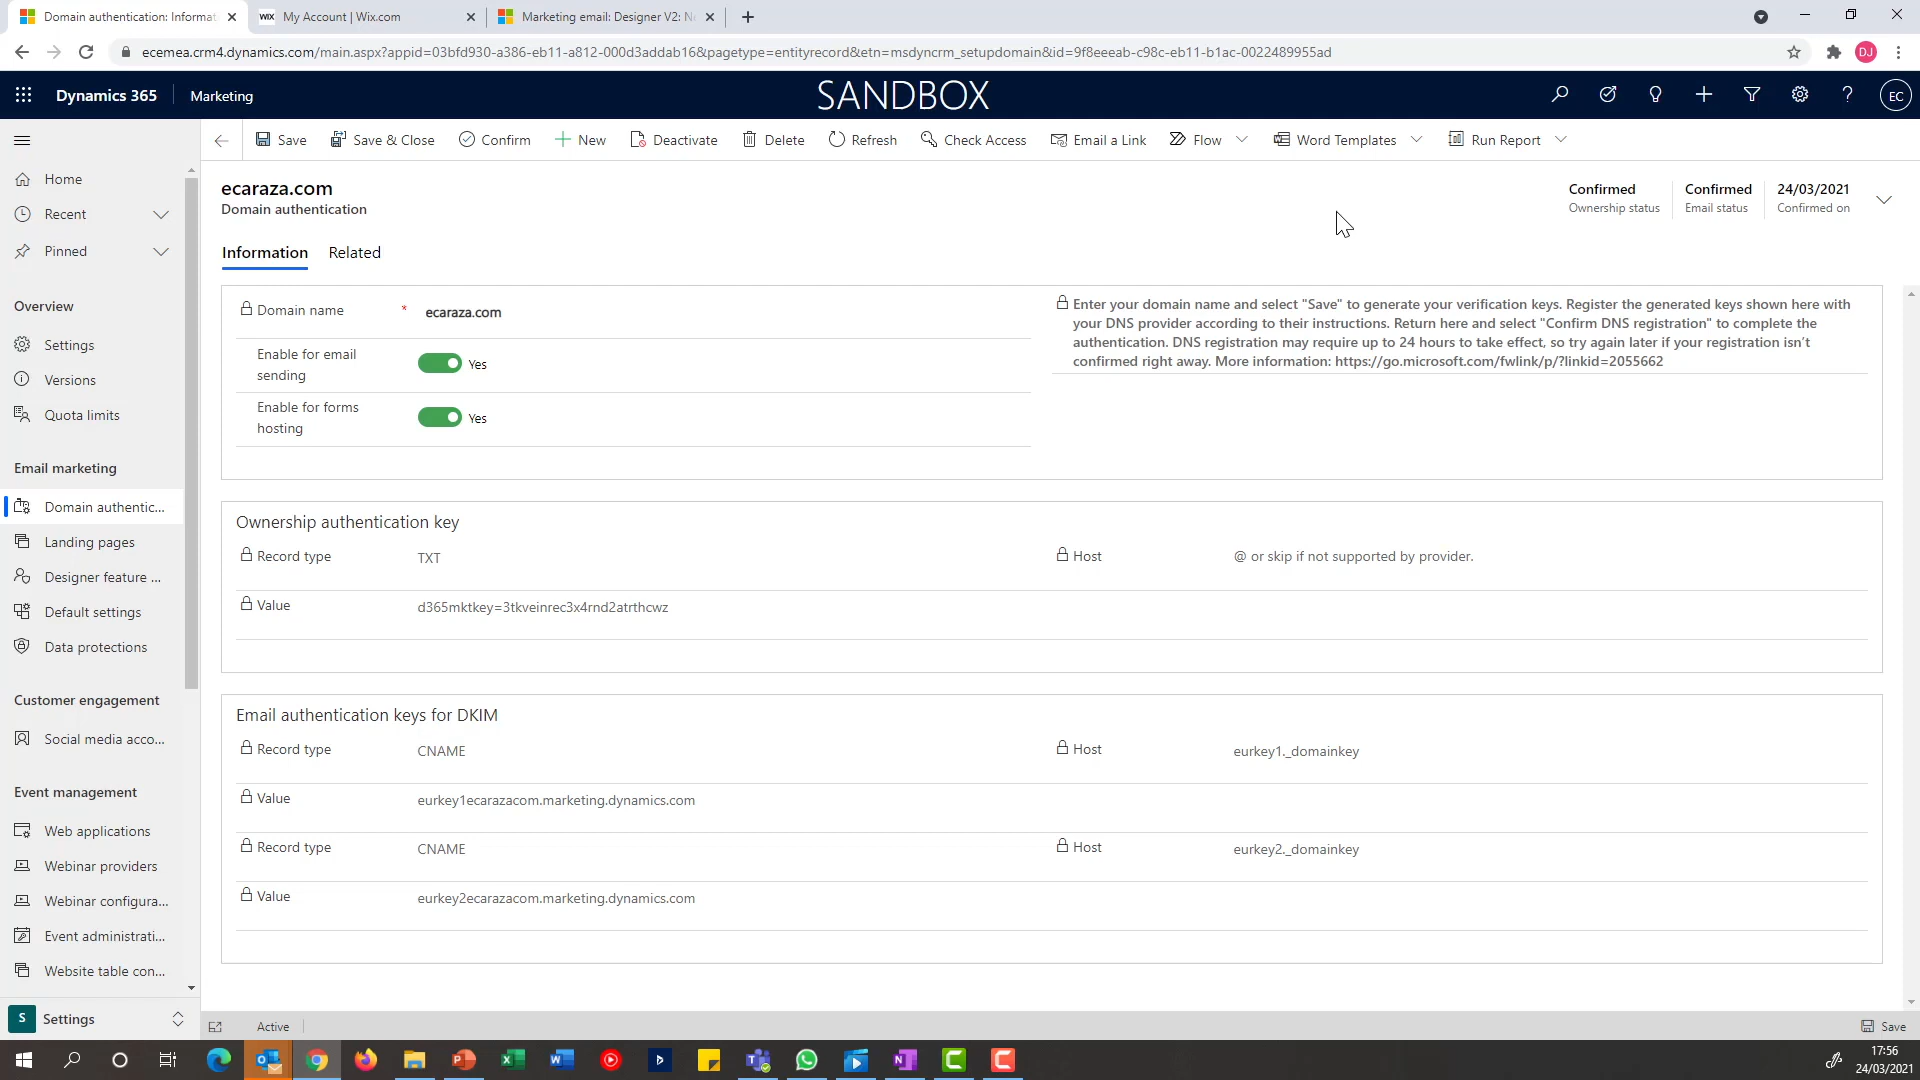 Domain authentication: Informat
My Account | Wix.com
Marketing email: Designer V2: N
ecemea.crm4.dynamics.com/main.aspx?appid=03bfd930-a386-eb11-a812-000d3addab16&pagetype=entityrecord&etn=msdyncrm_setupdomain&id=9f8eeeab-c98c-eb11-b1ac-0022489955ad
DJ
Dynamics 365
Marketing
SANDBOX
EC
Save
Save & Close
Confirm
New
Deactivate
Delete
Refresh
Check Access
Email a Link
Flow
Word Templates
Run Report
Home
Recent
Pinned
Overview
Settings
Versions
Quota limits
Email marketing
Domain authentic...
Landing pages
Designer feature ...
Default settings
Data protections
Customer engagement
Social media acco...
Event management
Web applications
Webinar providers
Webinar configura...
Event administrati...
Website table con...
S Settings
ecaraza.com
Domain authentication
Confirmed
Ownership status
Confirmed
Email status
24/03/2021
Confirmed on
Information
Related
Domain name * ecaraza.com
Enable for email sending
Yes
Enable for forms hosting
Yes
Enter your domain name and select "Save" to generate your verification keys. Register the generated keys shown here with
your DNS provider according to their instructions. Return here and select "Confirm DNS registration" to complete the
authentication. DNS registration may require up to 24 hours to take effect, so try again later if your registration isn't
confirmed right away. More information: https://go.microsoft.com/fwlink/p/?linkid=2055662
Ownership authentication key
Record type TXT
Host @ or skip if not supported by provider.
Value d365mktkey=3tkveinrec3x4rnd2atrthcwz
Email authentication keys for DKIM
Record type CNAME
Host eurkey1._domainkey
Value eurkey1ecarazacom.marketing.dynamics.com
Record type CNAME
Host eurkey2._domainkey
Value eurkey2ecarazacom.marketing.dynamics.com
Active
Save
17:56
24/03/2021